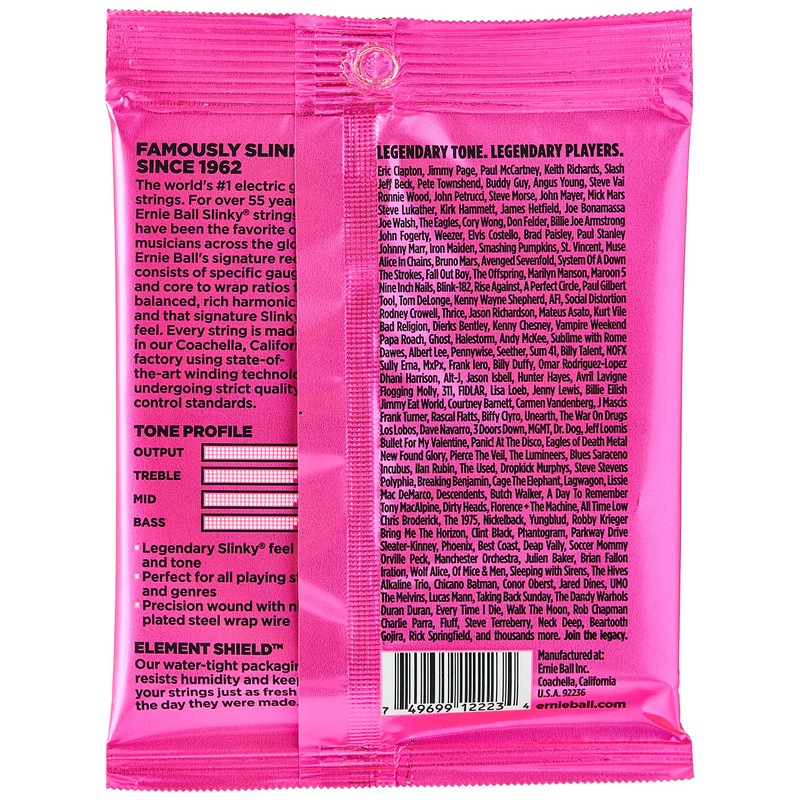 FAMOUSLY SLIN
SINCE 1962
The world's #1 electric g
strings. For over 55 year
Ernie Ball Slinky® strings
have been the favorite o
musicians across the glo
Ernie Ball's signature rec
consists of specific gaug
and core to wrap ratios f
balanced, rich harmonic
and that signature Slinky
feel. Every string is made
in our Coachella, Califor
factory using state-of-
the-art winding technolo
undergoing strict quality
control standards.
TONE PROFILE
OUTPUT
TREBLE
MID
BASS
Legendary Slinky® feel
and tone
Perfect for all playing st
and genres
Precision wound with n
plated steel wrap wire
ELEMENT SHIELD™
Our water-tight packagin
resists humidity and keep
your strings just as fresh
the day they were made.
LEGENDARY TONE. LEGENDARY PLAYERS.
Eric Clapton, Jimmy Page, Paul McCartney, Keith Richards, Slash
Jeff Beck, Pete Townshend, Buddy Guy, Angus Young, Steve Vai
Ronnie Wood, John Petrucci, Steve Morse, John Mayer, Mick Mars
Steve Lukather, Kirk Hammett, James Hetfield, Joe Bonamassa
Joe Walsh, The Eagles, Cory Wong, Don Felder, Billie Joe Armstrong
John Fogerty, Weezer, Elvis Costello, Brad Paisley, Paul Stanley
Johnny Marr, Iron Maiden, Smashing Pumpkins, St. Vincent, Muse
Alice In Chains, Bruno Mars, Avenged Sevenfold, System Of A Down
The Strokes, Fall Out Boy, The Offspring, Marilyn Manson, Maroon 5
Nine Inch Nails, Blink-182, Rise Against, A Perfect Circle, Paul Gilbert
Tool, Tom DeLonge, Kenny Wayne Shepherd, AFI, Social Distortion
Rodney Crowell, Thrice, Jason Richardson, Mateus Asato, Kurt Vile
Bad Religion, Dierks Bentley, Kenny Chesney, Vampire Weekend
Papa Roach, Ghost, Halestorm, Andy McKee, Sublime with Rome
Dawes, Albert Lee, Pennywise, Seether, Sum 41, Billy Talent, NOFX
Sully Erna, MxPx, Frank Iero, Billy Duffy, Omar Rodriguez-Lopez
Dhani Harrison, Alt-J, Jason Isbell, Hunter Hayes, Avril Lavigne
Flogging Molly, 311, FIDLAR, Lisa Loeb, Jenny Lewis, Billie Eilish
Jimmy Eat World, Courtney Barnett, Carmen Vandenberg, J Mascis
Frank Turner, Rascal Flatts, Biffy Clyro, Unearth, The War On Drugs
Los Lobos, Dave Navarro, 3 Doors Down, MGMT, Dr. Dog, Jeff Loomis
Bullet For My Valentine, Panic! At The Disco, Eagles of Death Metal
New Found Glory, Pierce The Veil, The Lumineers, Blues Saraceno
Incubus, Ilan Rubin, The Used, Dropkick Murphys, Steve Stevens
Polyphia, Breaking Benjamin, Cage The Elephant, Lagwagon, Lissie
Mac DeMarco, Descendents, Butch Walker, A Day To Remember
Tony MacAlpine, Dirty Heads, Florence + The Machine, All Time Low
Chris Broderick, The 1975, Nickelback, Yungblud, Robby Krieger
Bring Me The Horizon, Clint Black, Phantogram, Parkway Drive
Sleater-Kinney, Phoenix, Best Coast, Deap Vally, Soccer Mommy
Orville Peck, Manchester Orchestra, Julien Baker, Brian Fallon
Iration, Wolf Alice, Of Mice & Men, Sleeping with Sirens, The Hives
Alkaline Trio, Chicano Batman, Conor Oberst, Jared Dines, UMO
The Melvins, Lucas Mann, Taking Back Sunday, The Dandy Warhols
Duran Duran, Every Time I Die, Walk The Moon, Rob Chapman
Charlie Parra, Fluff, Steve Terreberry, Neck Deep, Beartooth
Gojira, Rick Springfield, and thousands more. Join the legacy.
7 49699 12223 4
Manufactured at:
Ernie Ball Inc.
Coachella, California
U.S.A. 92236
ernieball.com